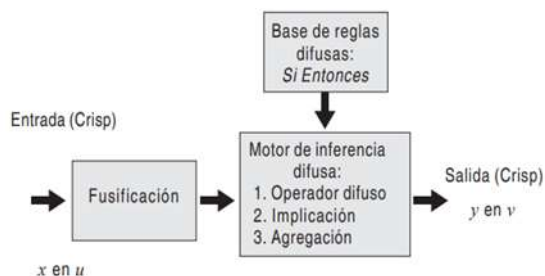 Base de reglas
difusas:
Si Entonces
Entrada (Crisp)
Fusificación
Motor de inferencia
difusa:
1. Operador difuso
2. Implicación
3. Agregación
Salida (Crisp)
y en v
x en u